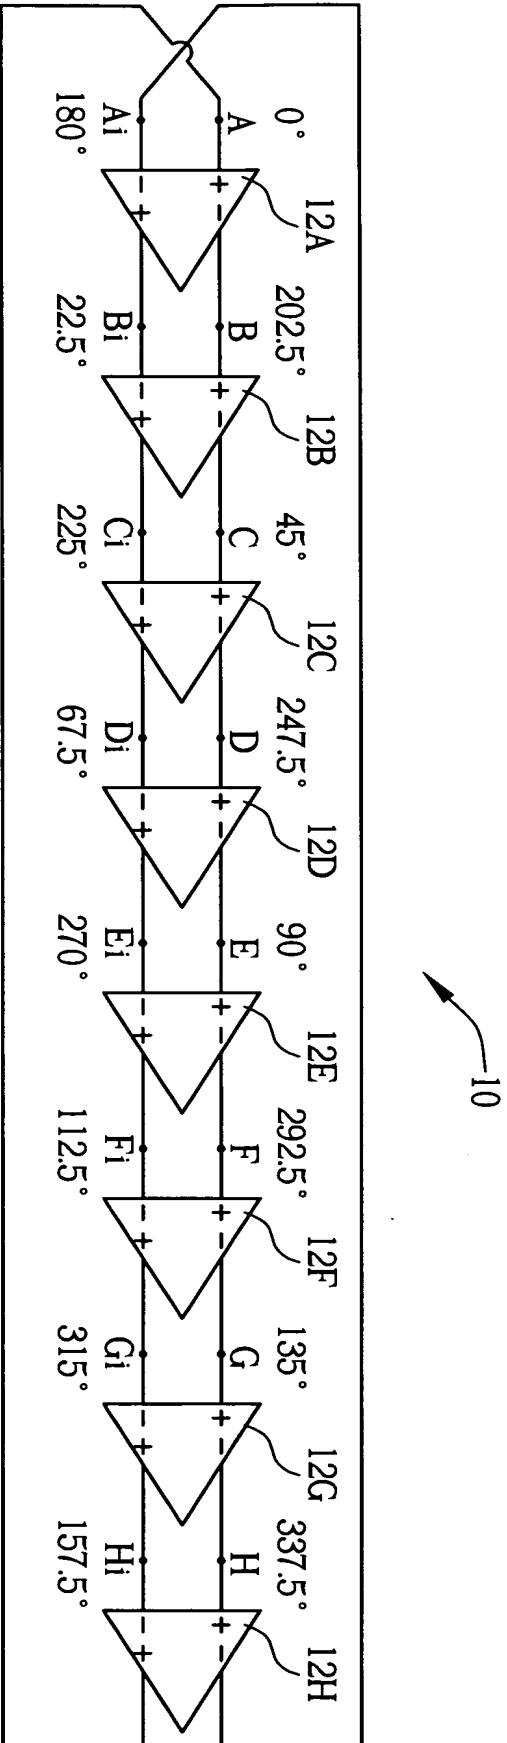 10
12A 12B 12C 12D 12E 12F 12G 12H
0° 202.5° 45° 247.5° 90° 292.5° 135° 337.5°
A B C D E F G H
+ - + - + - + - + - + - + - + -
- + - + - + - + - + - + - + - +
Ai Bi Ci Di Ei Fi Gi Hi
180° 22.5° 225° 67.5° 270° 112.5° 315° 157.5°